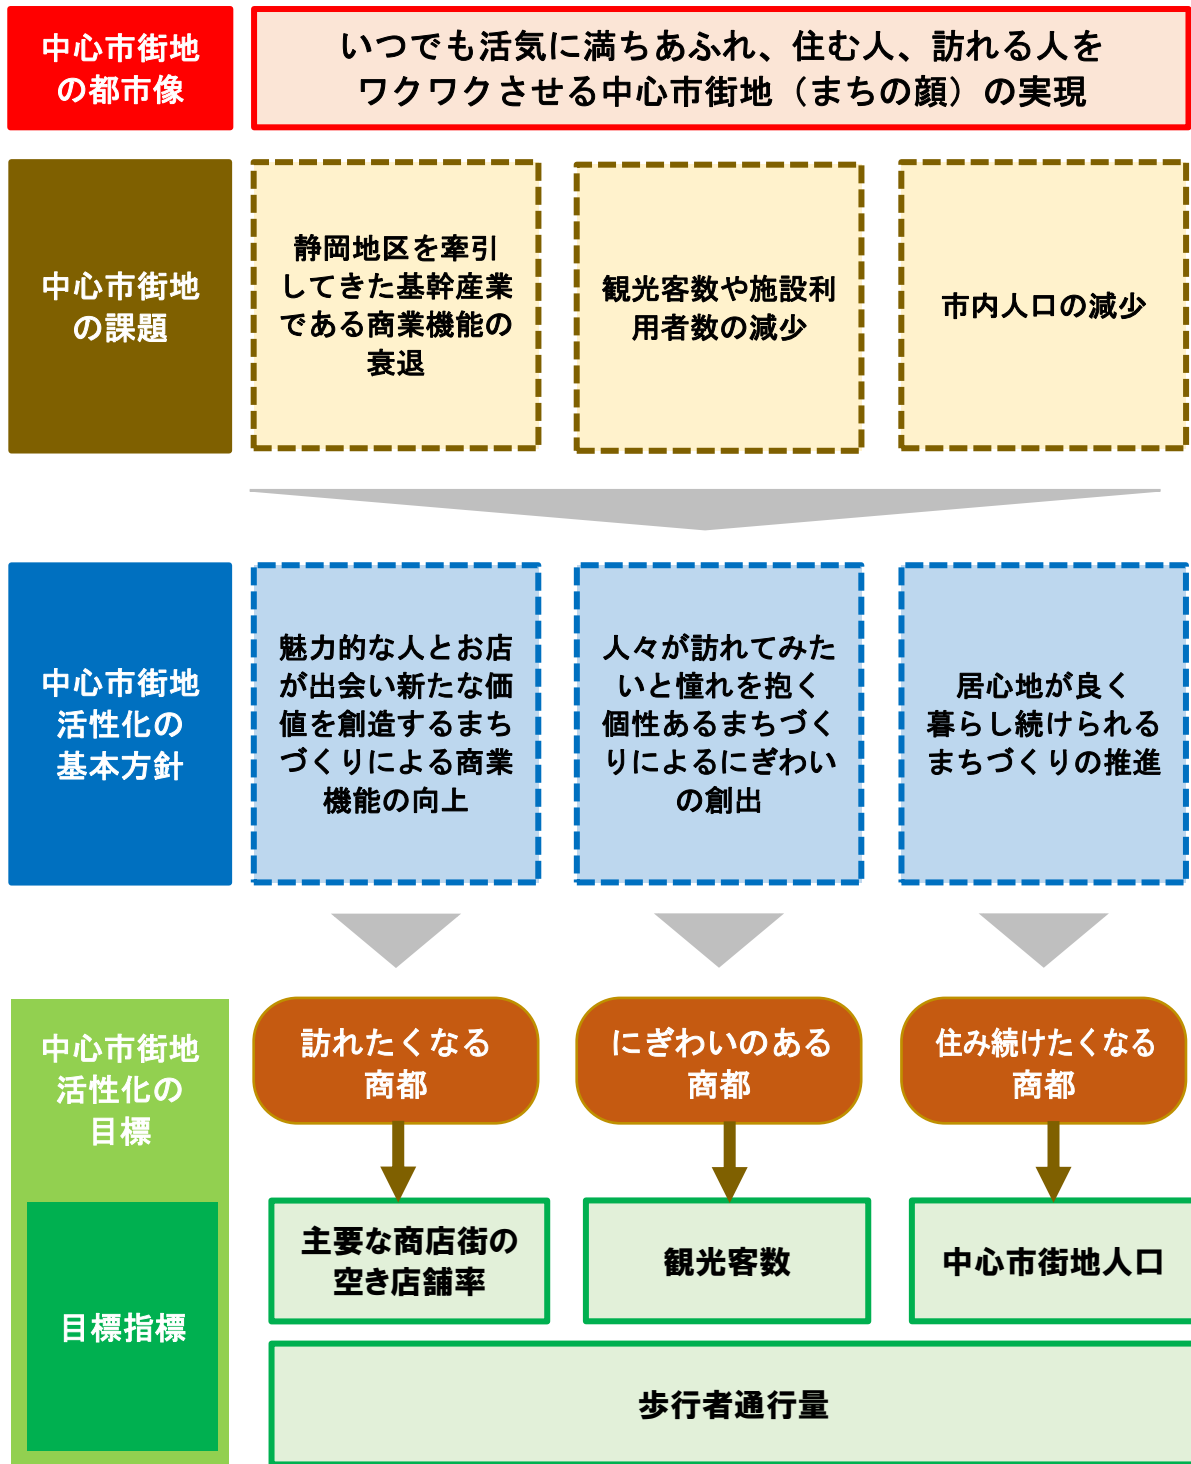 中心市街地
の都市像
いつでも活気に満ちあふれ、住む人、訪れる人を
ワクワクさせる中心市街地（まちの顔）の実現
中心市街地
の課題
静岡地区を牽引
してきた基幹産業
である商業機能の
衰退
観光客数や施設利
用者数の減少
市内人口の減少
中心市街地
活性化の
基本方針
魅力的な人とお店
が出会い新たな価
値を創造するまち
づくりによる商業
機能の向上
人々が訪れてみた
いと憧れを抱く
個性あるまちづく
りによるにぎわい
の創出
居心地が良く
暮らし続けられる
まちづくりの推進
中心市街地
活性化の
目標
訪れたくなる
商都
にぎわいのある
商都
住み続けたくなる
商都
目標指標
主要な商店街の
空き店舗率
観光客数
中心市街地人口
歩行者通行量